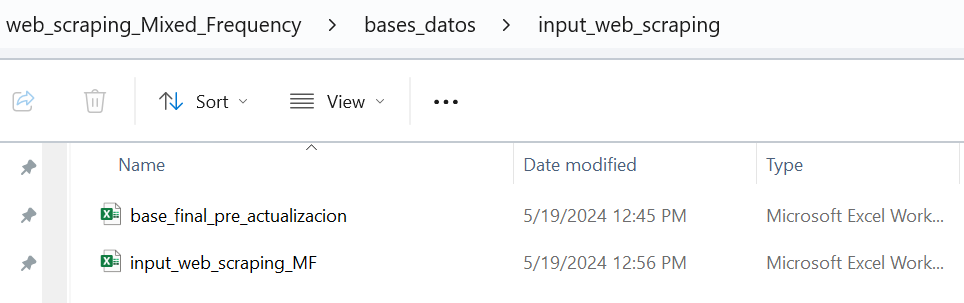 web_scraping_Mixed_Frequency > bases_datos > input_web_scraping
Sort View ...
Name Date modified Type
base_final_pre_actualizacion 5/19/2024 12:45 PM Microsoft Excel Work...
input_web_scraping_MF 5/19/2024 12:56 PM Microsoft Excel Work...